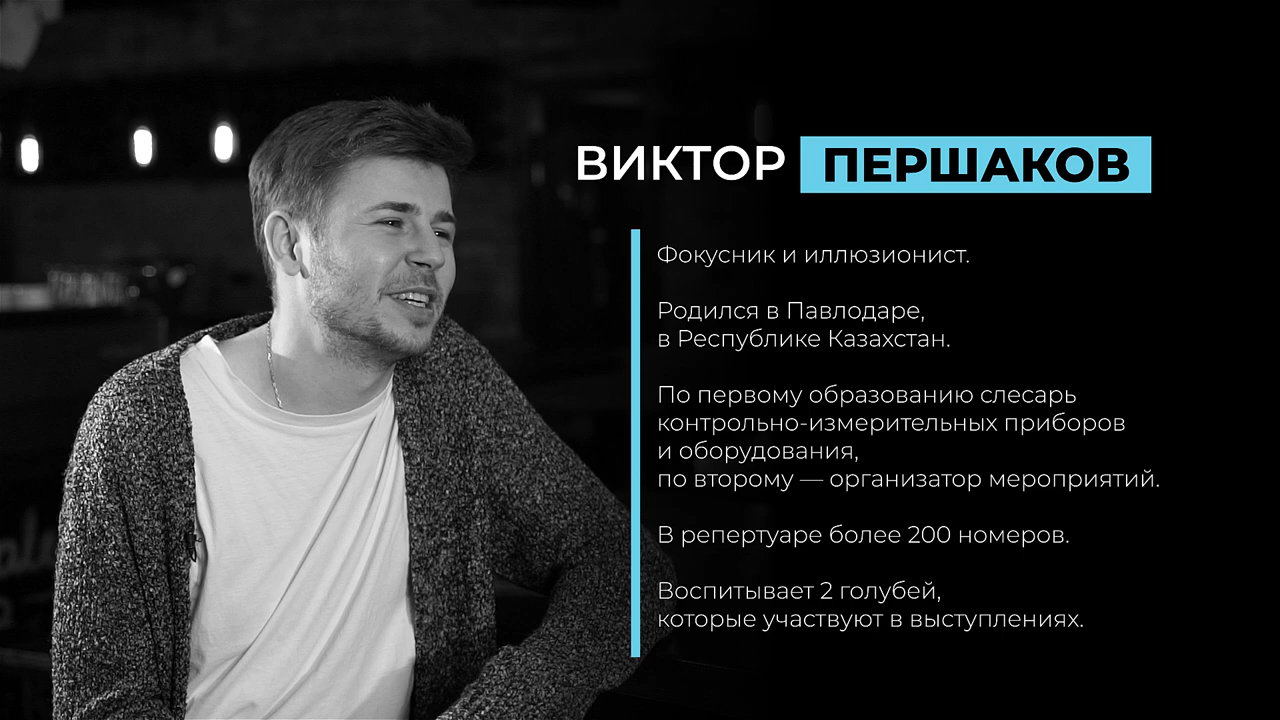 ВИКТОР ПЕРШАКОВ
Фокусник и иллюзионист.
Родился в Павлодаре,
в Республике Казахстан.
По первому образованию слесарь
контрольно-измерительных приборов
и оборудования,
по второму — организатор мероприятий.
В репертуаре более 200 номеров.
Воспитывает 2 голубей,
которые участвуют в выступлениях.